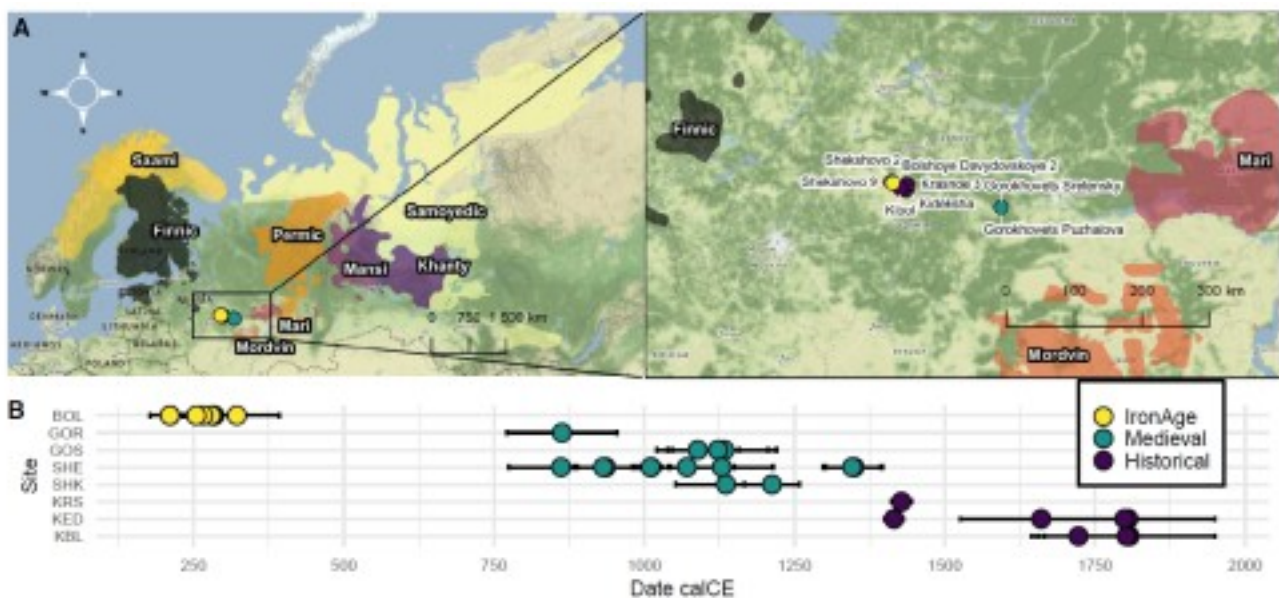 A
N
W
E
S
Saami
Finnic
Permic
Samoyedic
Mansi
Khanty
Mari
Mordvin
0 750 1 500 km
Finnic
Mari
Shekshovo 2
Bolshoye Davydovskoye 2
Shekshovo 9
Krasnoe 3
Gorokhovets Sretensky
Kideksha
Kibol
Gorokhovets Puzhalova
0 100 200 300 km
Mordvin
B
BOL
GOR
GOS
SHE
SHK
KRS
KED
KBL
Site
250 500 750 1000 1250 1500 1750 2000
Date calCE
IronAge
Medieval
Historical